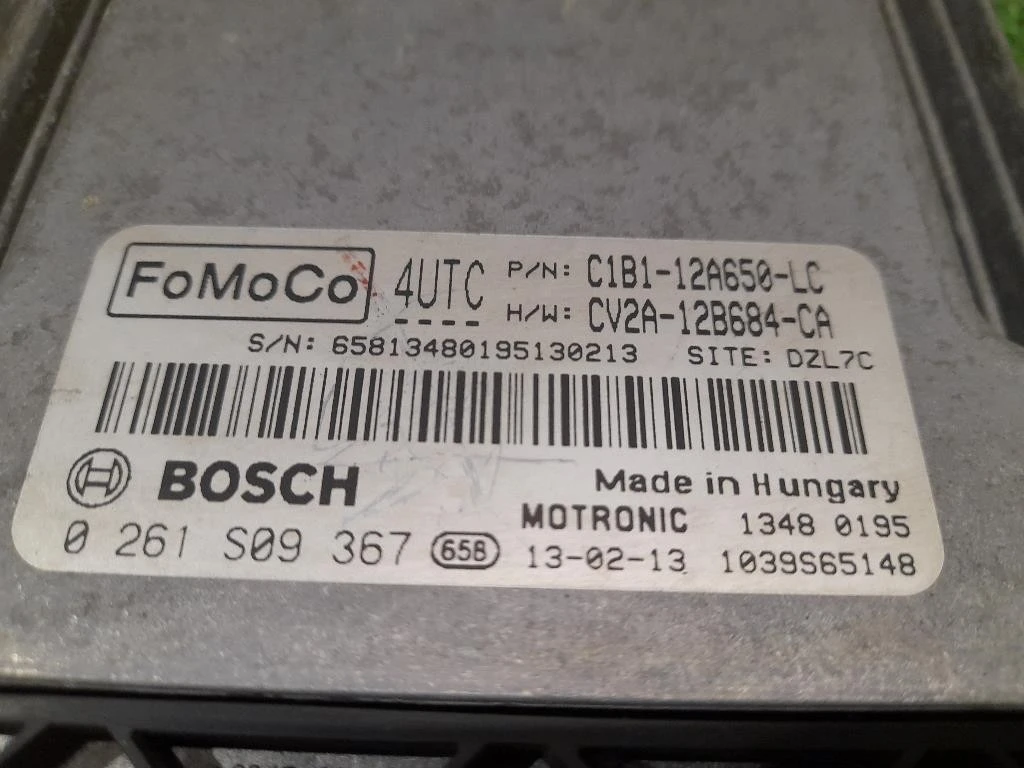 FoMoCo 4UTC P/N: C1B1-12A650-LC
H/W: CV2A-12B684-CA
S/N: 65813480195130213 SITE: DZL7C
BOSCH Made in Hungary
MOTRONIC 1348 0195
0 261 S09 367 658 13-02-13 1039S65148